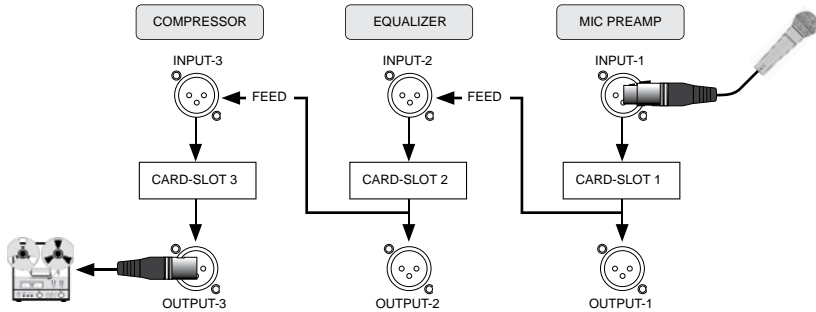 COMPRESSOR EQUALIZER MIC PREAMP
INPUT-3 INPUT-2 INPUT-1
FEED FEED
CARD-SLOT 3 CARD-SLOT 2 CARD-SLOT 1
OUTPUT-3 OUTPUT-2 OUTPUT-1